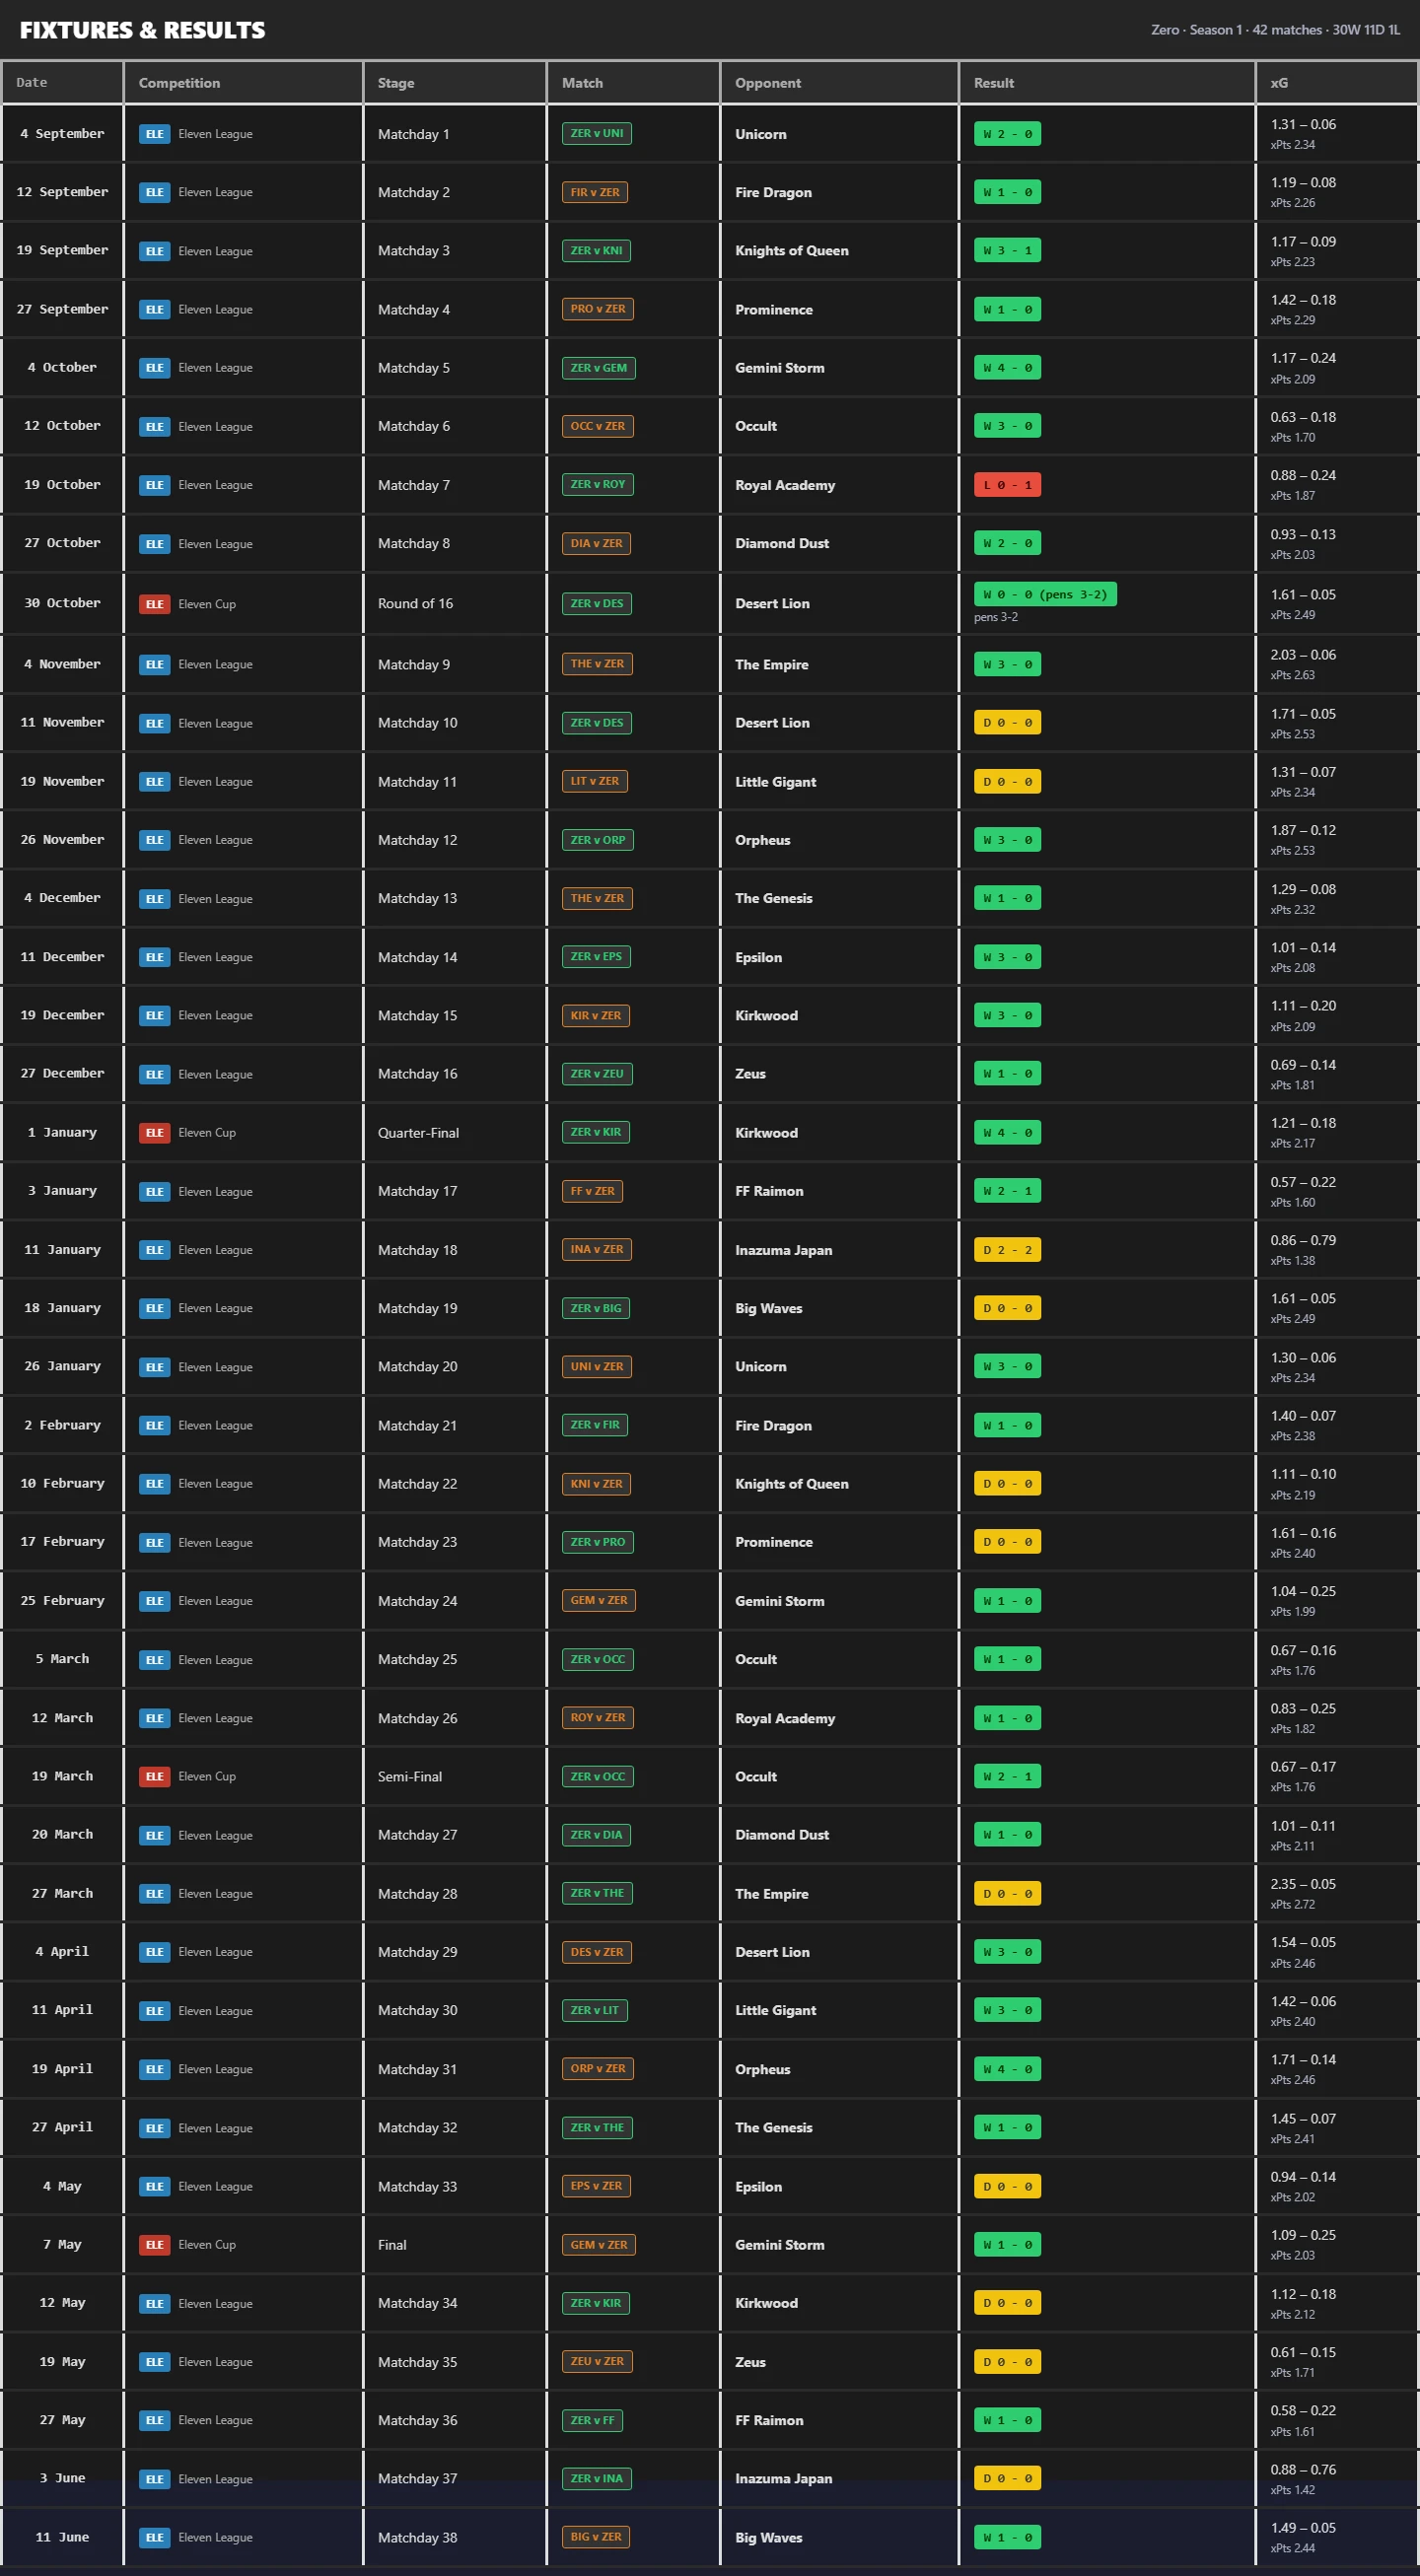 FIXTURES & RESULTS
Zero · Season 1 · 42 matches · 30W 11D 1L
Date Competition Stage Match Opponent Result xG
4 September ELE Eleven League Matchday 1 ZER v UNI Unicorn W 2 - 0 1.31 – 0.06
xPts 2.34
12 September ELE Eleven League Matchday 2 FIR v ZER Fire Dragon W 1 - 0 1.19 – 0.08
xPts 2.26
19 September ELE Eleven League Matchday 3 ZER v KNI Knights of Queen W 3 - 1 1.17 – 0.09
xPts 2.23
27 September ELE Eleven League Matchday 4 PRO v ZER Prominence W 1 - 0 1.42 – 0.18
xPts 2.29
4 October ELE Eleven League Matchday 5 ZER v GEM Gemini Storm W 4 - 0 1.17 – 0.24
xPts 2.09
12 October ELE Eleven League Matchday 6 OCC v ZER Occult W 3 - 0 0.63 – 0.18
xPts 1.70
19 October ELE Eleven League Matchday 7 ZER v ROY Royal Academy L 0 - 1 0.88 – 0.24
xPts 1.87
27 October ELE Eleven League Matchday 8 DIA v ZER Diamond Dust W 2 - 0 0.93 – 0.13
xPts 2.03
30 October ELE Eleven Cup Round of 16 ZER v DES Desert Lion W 0 - 0 (pens 3-2) 1.61 – 0.05
pens 3-2 xPts 2.49
4 November ELE Eleven League Matchday 9 THE v ZER The Empire W 3 - 0 2.03 – 0.06
xPts 2.63
11 November ELE Eleven League Matchday 10 ZER v DES Desert Lion D 0 - 0 1.71 – 0.05
xPts 2.53
19 November ELE Eleven League Matchday 11 LIT v ZER Little Gigant D 0 - 0 1.31 – 0.07
xPts 2.34
26 November ELE Eleven League Matchday 12 ZER v ORP Orpheus W 3 - 0 1.87 – 0.12
xPts 2.53
4 December ELE Eleven League Matchday 13 THE v ZER The Genesis W 1 - 0 1.29 – 0.08
xPts 2.32
11 December ELE Eleven League Matchday 14 ZER v EPS Epsilon W 3 - 0 1.01 – 0.14
xPts 2.08
19 December ELE Eleven League Matchday 15 KIR v ZER Kirkwood W 3 - 0 1.11 – 0.20
xPts 2.09
27 December ELE Eleven League Matchday 16 ZER v ZEU Zeus W 1 - 0 0.69 – 0.14
xPts 1.81
1 January ELE Eleven Cup Quarter-Final ZER v KIR Kirkwood W 4 - 0 1.21 – 0.18
xPts 2.17
3 January ELE Eleven League Matchday 17 FF v ZER FF Raimon W 2 - 1 0.57 – 0.22
xPts 1.60
11 January ELE Eleven League Matchday 18 INA v ZER Inazuma Japan D 2 - 2 0.86 – 0.79
xPts 1.38
18 January ELE Eleven League Matchday 19 ZER v BIG Big Waves D 0 - 0 1.61 – 0.05
xPts 2.49
26 January ELE Eleven League Matchday 20 UNI v ZER Unicorn W 3 - 0 1.30 – 0.06
xPts 2.34
2 February ELE Eleven League Matchday 21 ZER v FIR Fire Dragon W 1 - 0 1.40 – 0.07
xPts 2.38
10 February ELE Eleven League Matchday 22 KNI v ZER Knights of Queen D 0 - 0 1.11 – 0.10
xPts 2.19
17 February ELE Eleven League Matchday 23 ZER v PRO Prominence D 0 - 0 1.61 – 0.16
xPts 2.40
25 February ELE Eleven League Matchday 24 GEM v ZER Gemini Storm W 1 - 0 1.04 – 0.25
xPts 1.99
5 March ELE Eleven League Matchday 25 ZER v OCC Occult W 1 - 0 0.67 – 0.16
xPts 1.76
12 March ELE Eleven League Matchday 26 ROY v ZER Royal Academy W 1 - 0 0.83 – 0.25
xPts 1.82
19 March ELE Eleven Cup Semi-Final ZER v OCC Occult W 2 - 1 0.67 – 0.17
xPts 1.76
20 March ELE Eleven League Matchday 27 ZER v DIA Diamond Dust W 1 - 0 1.01 – 0.11
xPts 2.11
27 March ELE Eleven League Matchday 28 ZER v THE The Empire D 0 - 0 2.35 – 0.05
xPts 2.72
4 April ELE Eleven League Matchday 29 DES v ZER Desert Lion W 3 - 0 1.54 – 0.05
xPts 2.46
11 April ELE Eleven League Matchday 30 ZER v LIT Little Gigant W 3 - 0 1.42 – 0.06
xPts 2.40
19 April ELE Eleven League Matchday 31 ORP v ZER Orpheus W 4 - 0 1.71 – 0.14
xPts 2.46
27 April ELE Eleven League Matchday 32 ZER v THE The Genesis W 1 - 0 1.45 – 0.07
xPts 2.41
4 May ELE Eleven League Matchday 33 EPS v ZER Epsilon D 0 - 0 0.94 – 0.14
xPts 2.02
7 May ELE Eleven Cup Final GEM v ZER Gemini Storm W 1 - 0 1.09 – 0.25
xPts 2.03
12 May ELE Eleven League Matchday 34 ZER v KIR Kirkwood D 0 - 0 1.12 – 0.18
xPts 2.12
19 May ELE Eleven League Matchday 35 ZEU v ZER Zeus D 0 - 0 0.61 – 0.15
xPts 1.71
27 May ELE Eleven League Matchday 36 ZER v FF FF Raimon W 1 - 0 0.58 – 0.22
xPts 1.61
3 June ELE Eleven League Matchday 37 ZER v INA Inazuma Japan D 0 - 0 0.88 – 0.76
xPts 1.42
11 June ELE Eleven League Matchday 38 BIG v ZER Big Waves W 1 - 0 1.49 – 0.05
xPts 2.44